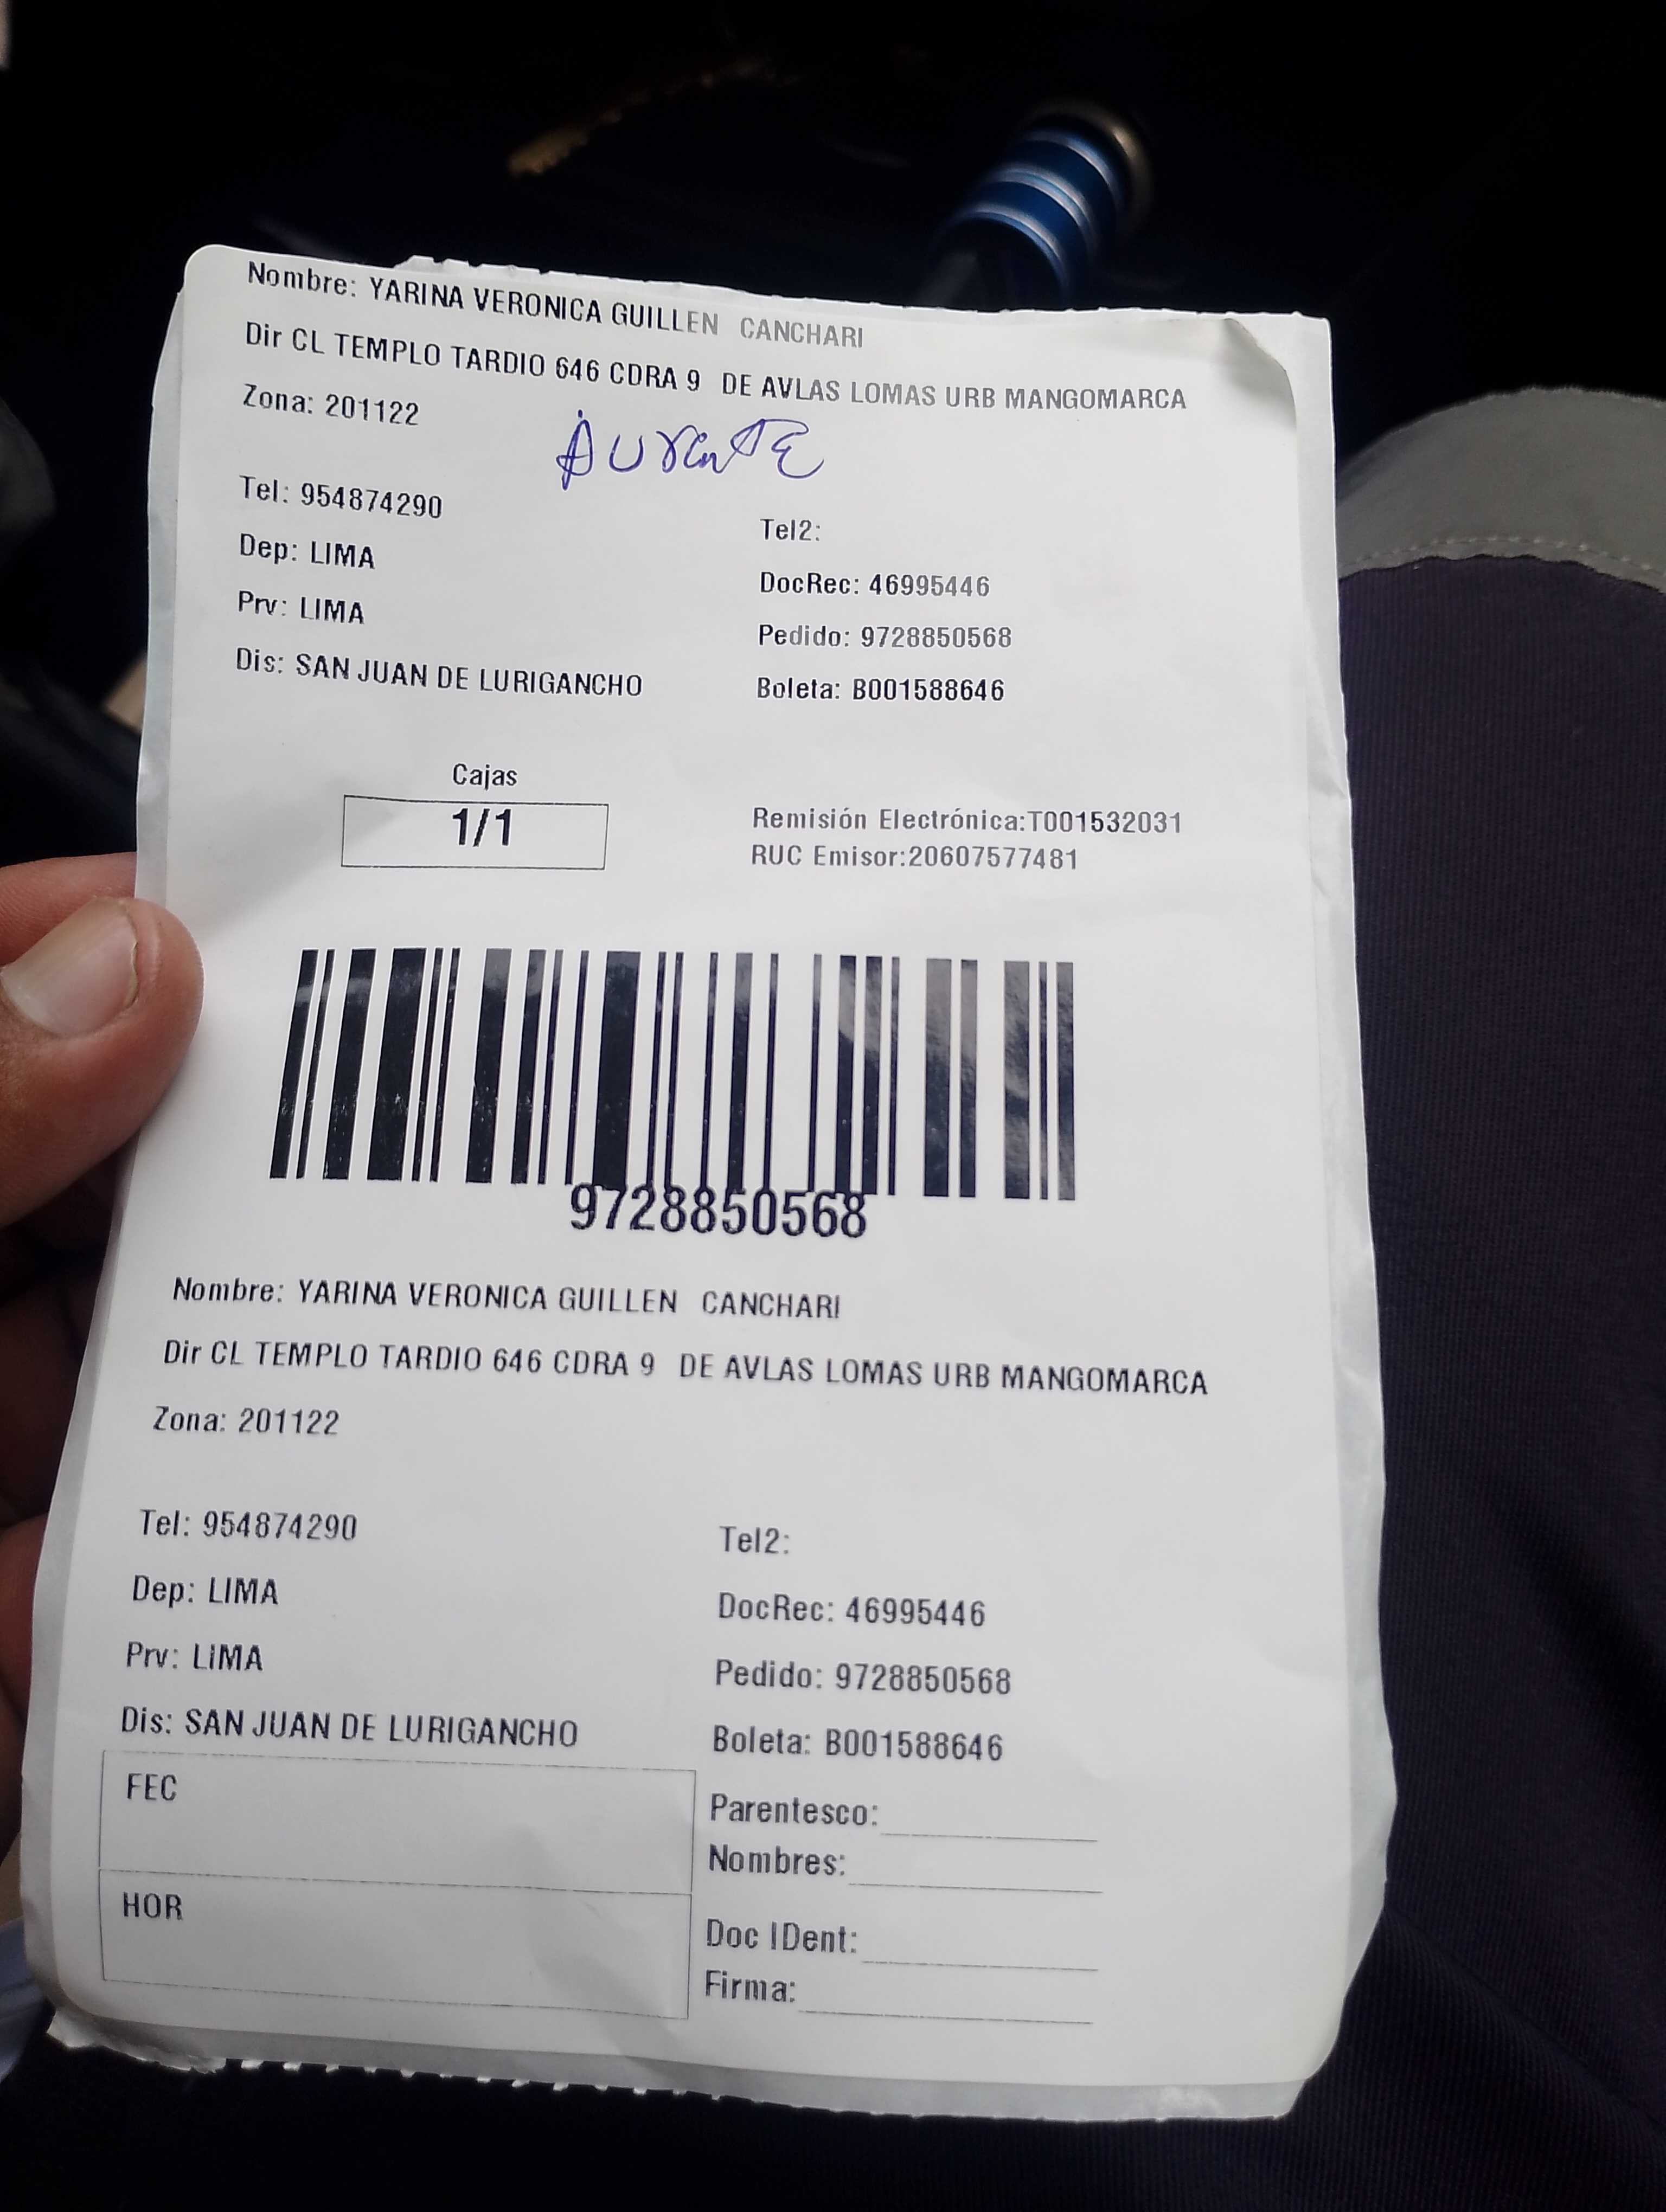 Nombre: YARINA VERONICA GUILLEN CANCHARI
Dir CL TEMPLO TARDIO 646 CDRA 9 DE AVLAS LOMAS URB MANGOMARCA
Zona: 201122
Tel: 954874290
Tel2:
Dep: LIMA
DocRec: 46995446
Prv: LIMA
Pedido: 9728850568
Dis: SAN JUAN DE LURIGANCHO
Boleta: B001588646
Cajas
1/1
Remisión Electrónica:T001532031
RUC Emisor:20607577481
9728850568
Nombre: YARINA VERONICA GUILLEN CANCHARI
Dir CL TEMPLO TARDIO 646 CDRA 9 DE AVLAS LOMAS URB MANGOMARCA
Zona: 201122
Tel: 954874290
Tel2:
Dep: LIMA
DocRec: 46995446
Prv: LIMA
Pedido: 9728850568
Dis: SAN JUAN DE LURIGANCHO
Boleta: B001588646
FEC
Parentesco:
Nombres:
HOR
Doc IDent:
Firma: